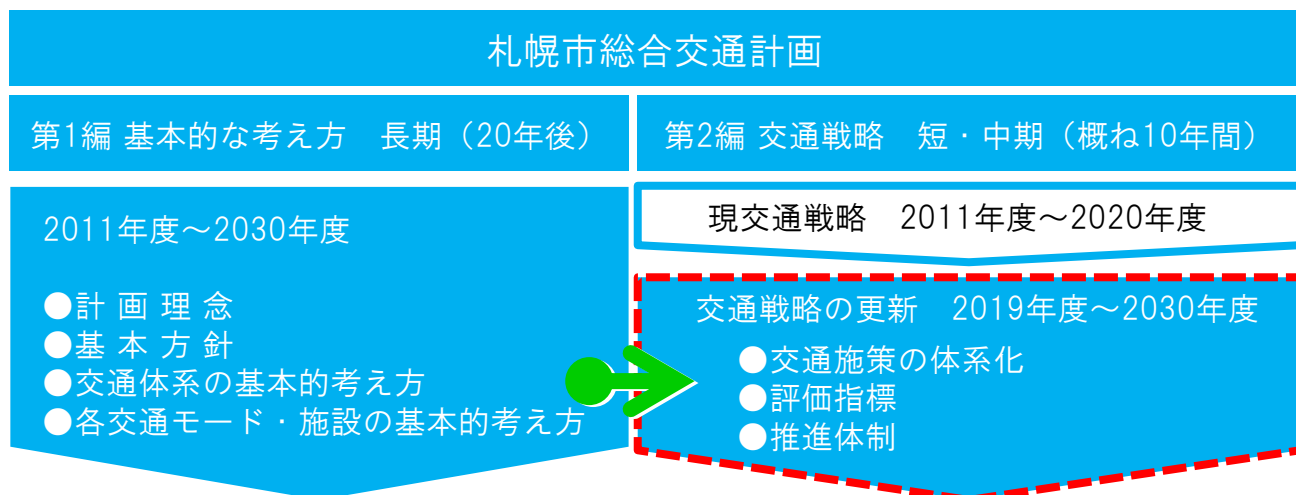 札幌市総合交通計画
第1編 基本的な考え方　長期（20年後）
2011年度～2030年度
●計 画 理 念
●基 本 方 針
●交通体系の基本的考え方
●各交通モード・施設の基本的考え方
第2編 交通戦略　短・中期（概ね10年間）
現交通戦略　2011年度～2020年度
交通戦略の更新　2019年度～2030年度
●交通施策の体系化
●評価指標
●推進体制